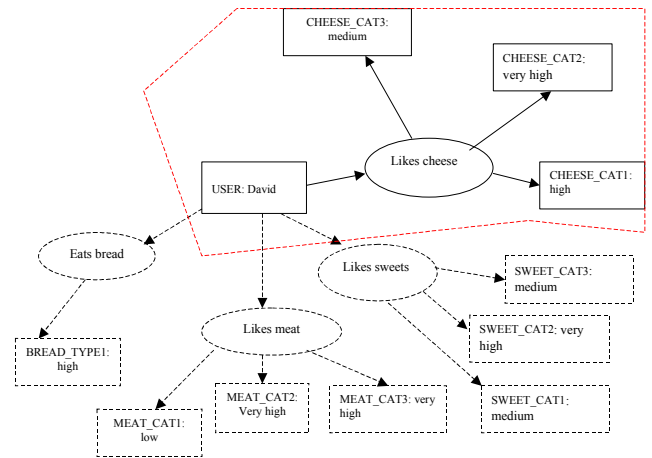 CHEESE_CAT3:
medium
CHEESE_CAT2:
very high
Likes cheese
CHEESE_CAT1:
high
USER: David
Eats bread
Likes sweets
SWEET_CAT3:
medium
SWEET_CAT2: very
high
Likes meat
BREAD_TYPE1:
high
MEAT_CAT2:
Very high
MEAT_CAT3: very
high
SWEET_CAT1:
medium
MEAT_CAT1:
low